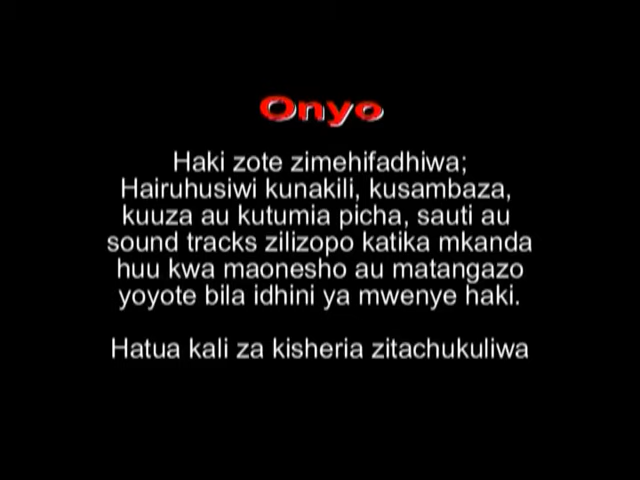 Onyo
Haki zote zimehifadhiwa;
Hairuhusiwi kunakili, kusambaza,
kuuza au kutumia picha, sauti au
sound tracks zilizopo katika mkanda
huu kwa maonesho au matangazo
yoyote bila idhini ya mwenye haki.
Hatua kali za kisheria zitachukuliwa